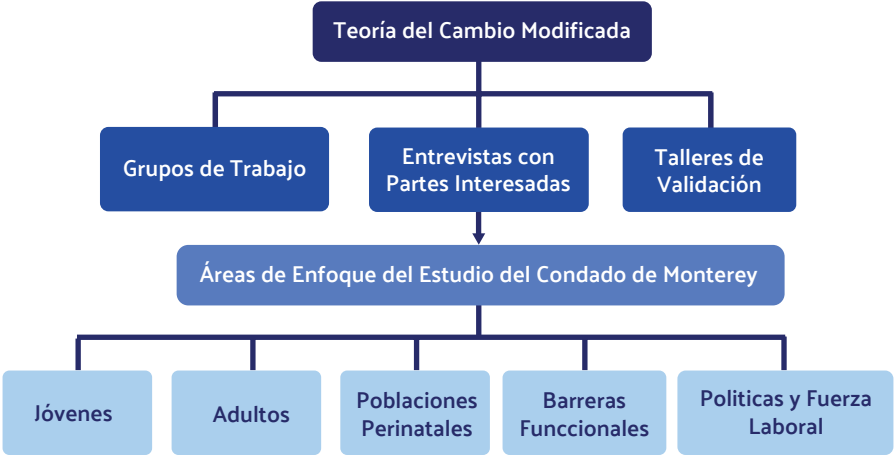 Teoría del Cambio Modificada
Grupos de Trabajo
Entrevistas con
Partes Interesadas
Talleres de
Validación
Áreas de Enfoque del Estudio del Condado de Monterey
Jóvenes
Adultos
Poblaciones
Perinatales
Barreras
Funccionales
Politicas y Fuerza
Laboral